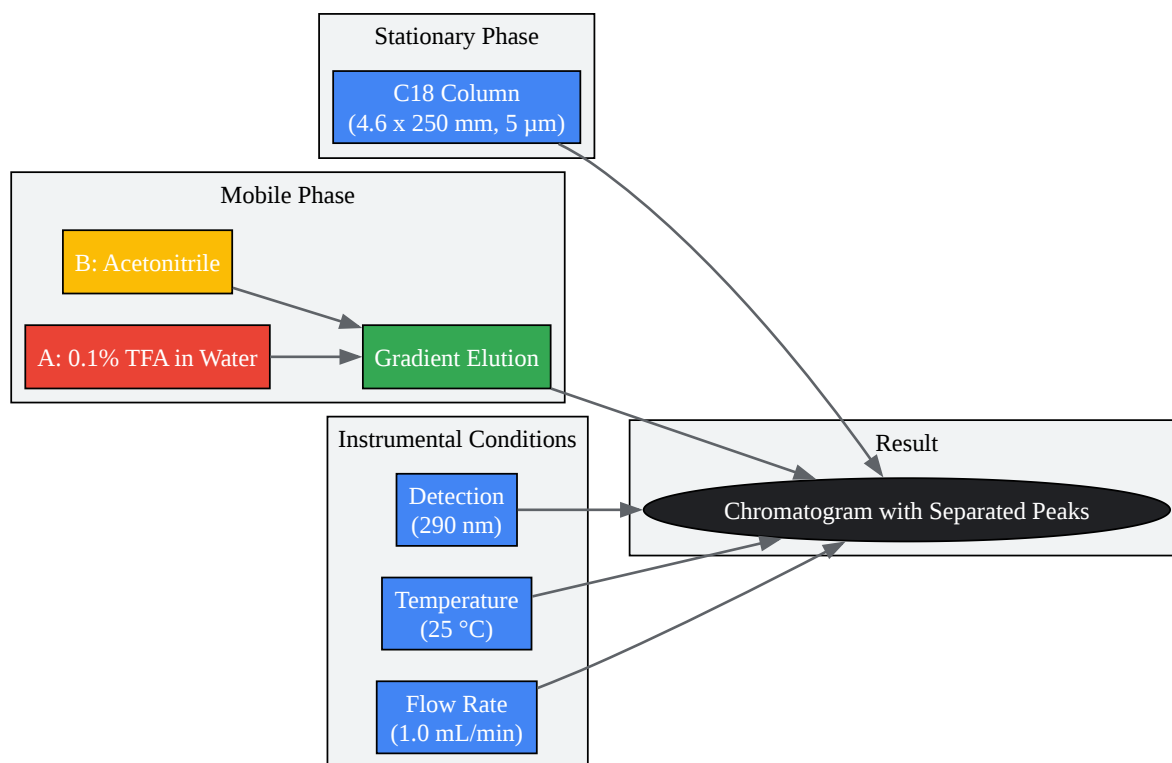 Stationary Phase
C18 Column
(4.6 x 250 mm, 5 µm)
Mobile Phase
B: Acetonitrile
A: 0.1% TFA in Water
Gradient Elution
Instrumental Conditions
Detection
(290 nm)
Temperature
(25 °C)
Flow Rate
(1.0 mL/min)
Result
Chromatogram with Separated Peaks